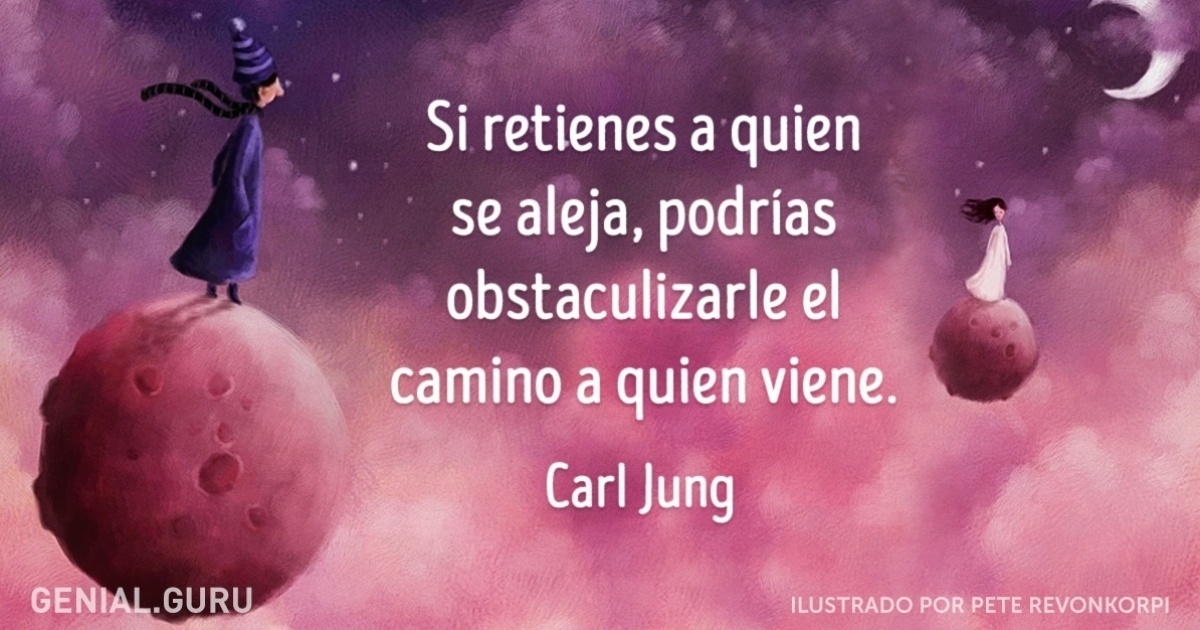 Si retienes a quien
se aleja, podrías
obstaculizarle el
camino a quien viene.
Carl Jung
GENIAL.GURU
ILUSTRADO POR PETE REVONKORPI